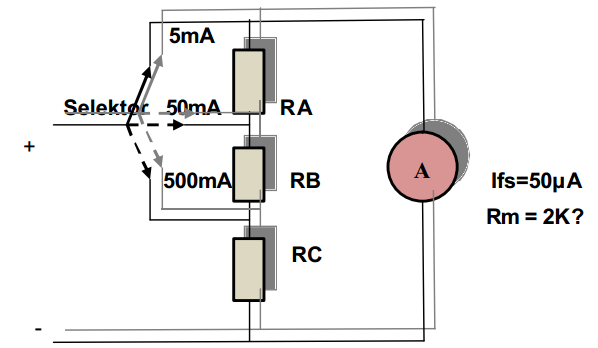 5mA
Selektor 50mA RA
+
A
500mA RB
Ifs=50µA
Rm = 2K?
RC
-